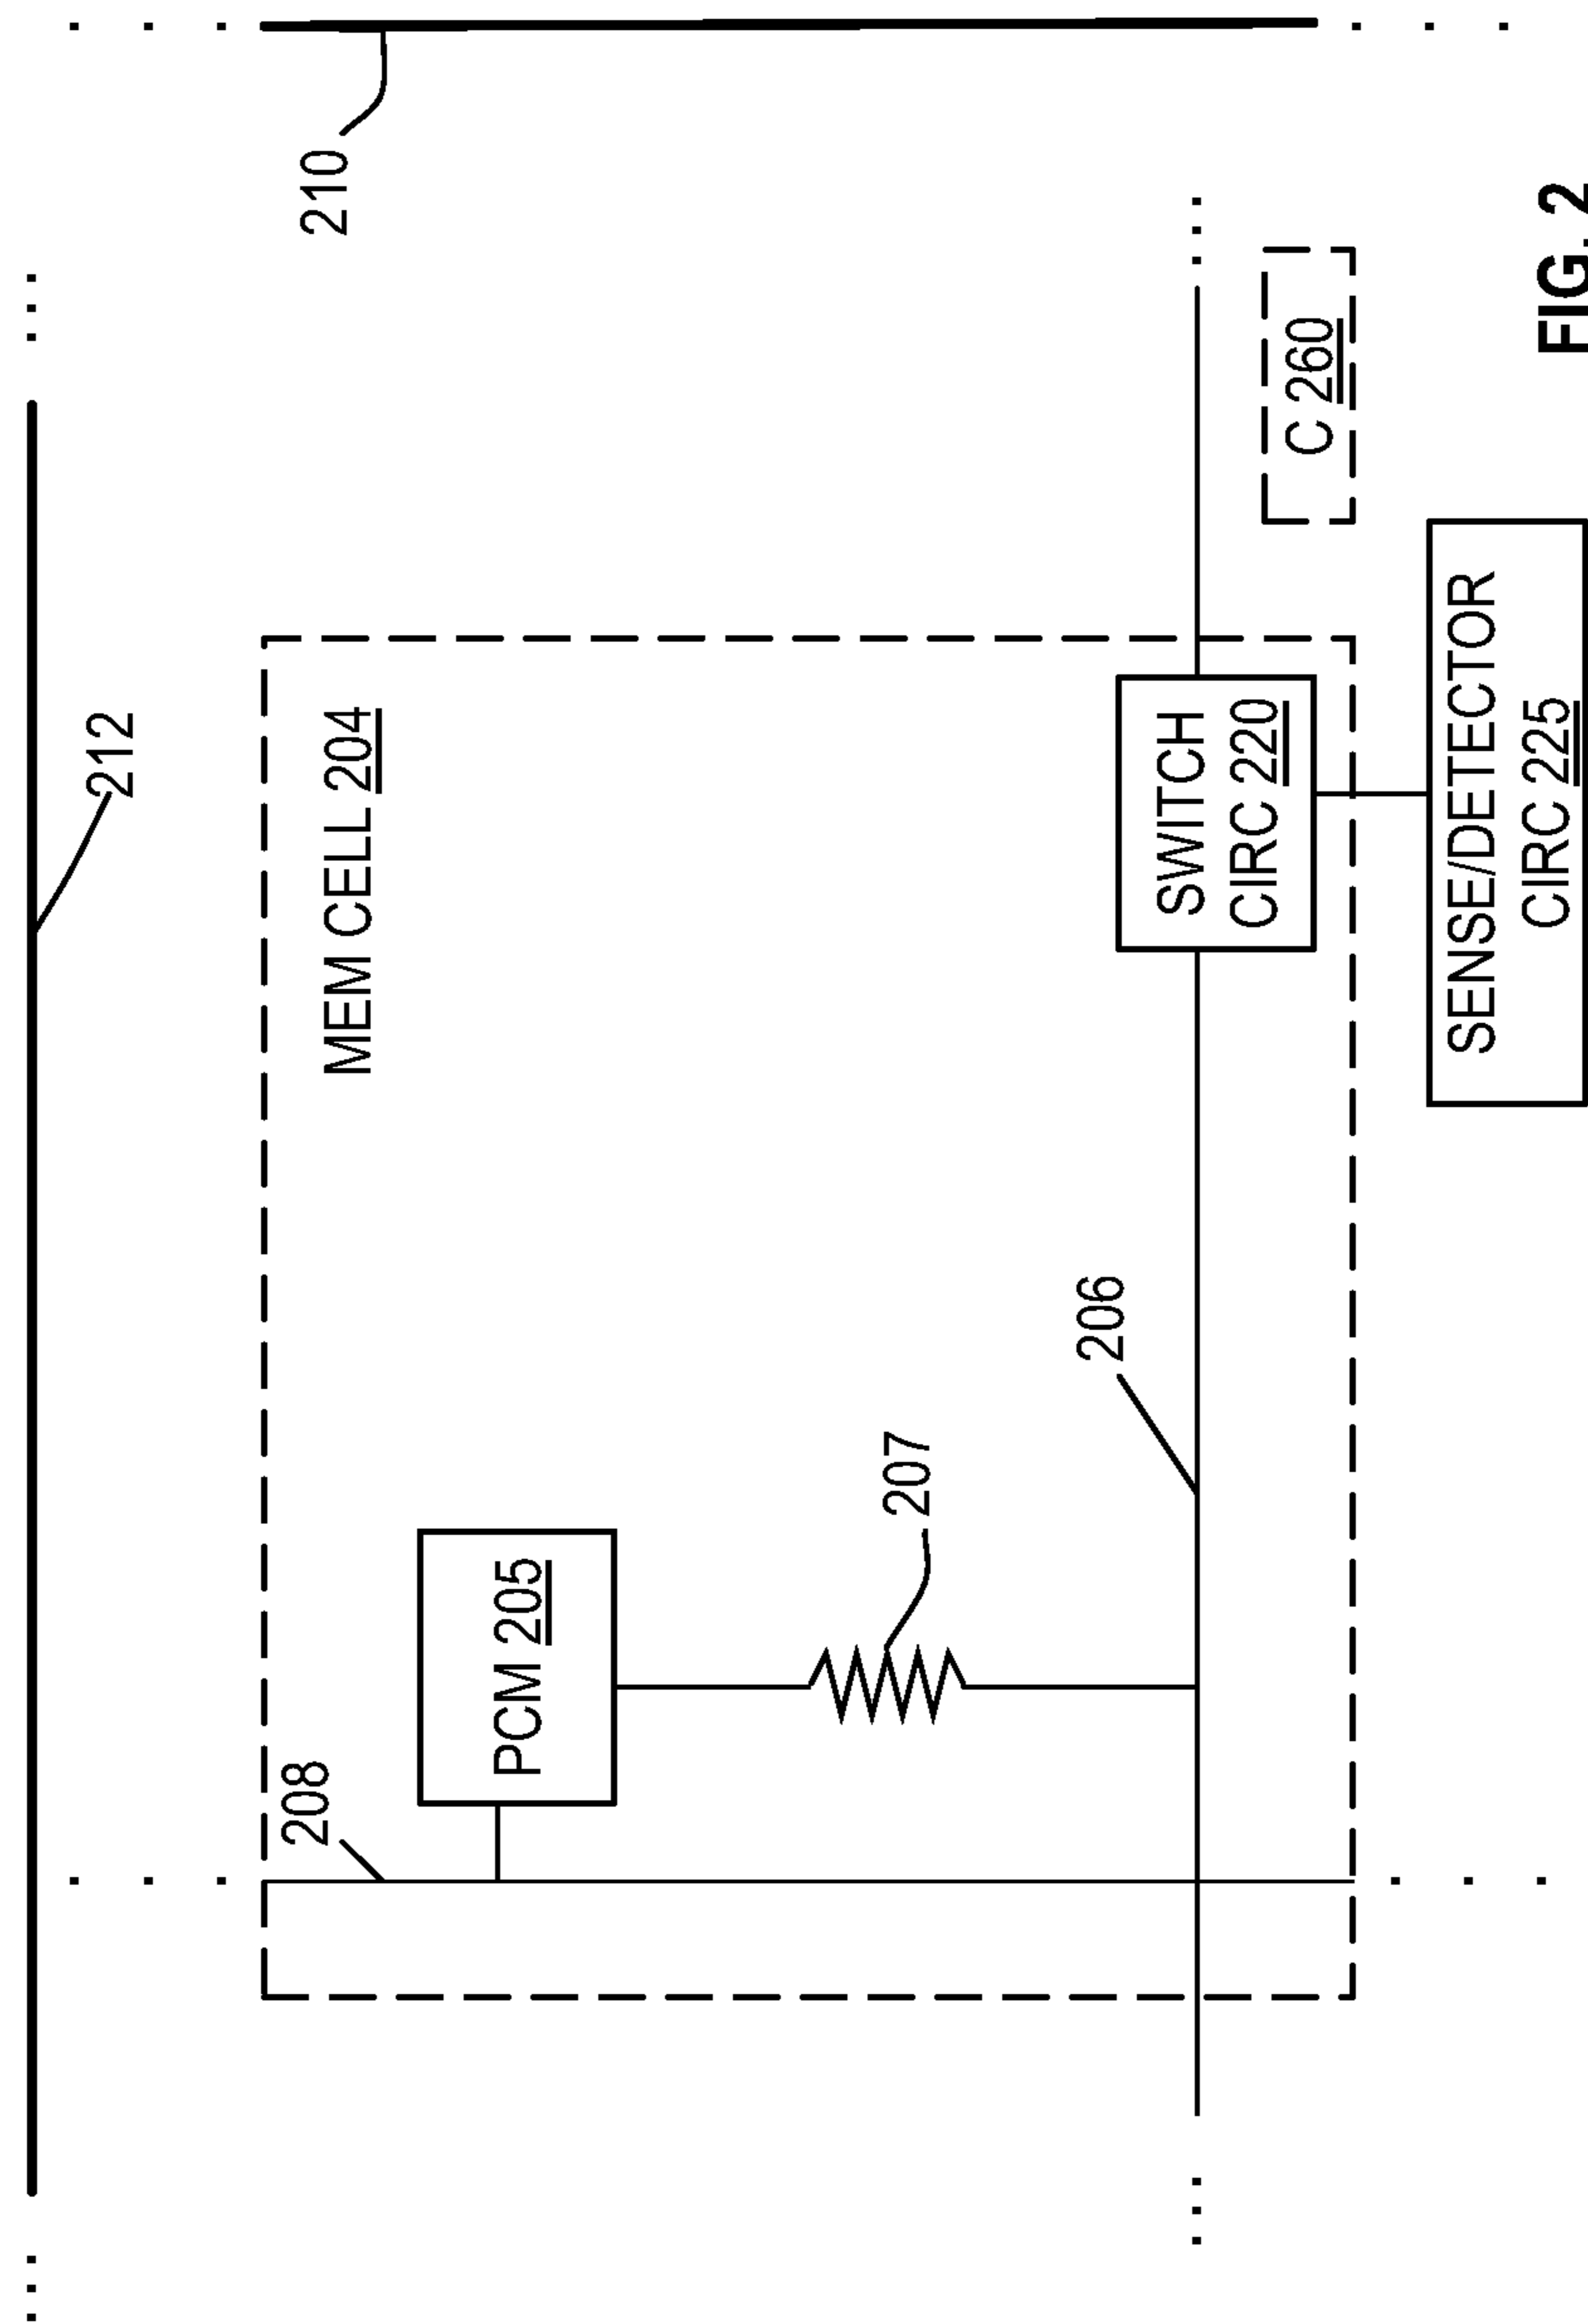 212
210
MEM CELL 204
208
PCM 205
207
206
SWITCH
CIRC 220
C 260
SENSE/DETECTOR
CIRC 225
FIG. 2